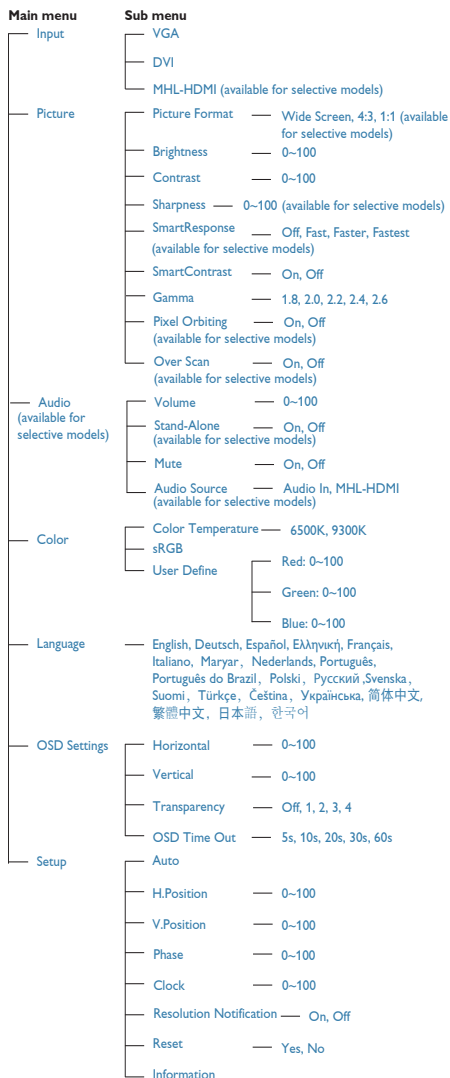 Main menu Sub menu
Input VGA
DVI
MHL-HDMI (available for selective models)
Picture Picture Format Wide Screen, 4:3, 1:1 (available
for selective models)
Brightness 0~100
Contrast 0~100
Sharpness 0~100 (available for selective models)
SmartResponse Off, Fast, Faster, Fastest
(available for selective models)
SmartContrast On, Off
Gamma 1.8, 2.0, 2.2, 2.4, 2.6
Pixel Orbiting On, Off
(available for selective models)
Over Scan On, Off
(available for selective models)
Audio Volume 0~100
(available for
selective models)
Stand-Alone On, Off
(available for selective models)
Mute On, Off
Audio Source Audio In, MHL-HDMI
(available for selective models)
Color Color Temperature 6500K, 9300K
sRGB
User Define Red: 0~100
Green: 0~100
Blue: 0~100
Language English, Deutsch, Español, Ελληνική, Français,
Italiano, Maryar, Nederlands, Português,
Português do Brazil, Polski, Русский ,Svenska,
Suomi, Türkçe, Čeština, Українська, 简体中文,
繁體中文, 日本語, 한국어
OSD Settings Horizontal 0~100
Vertical 0~100
Transparency Off, 1, 2, 3, 4
OSD Time Out 5s, 10s, 20s, 30s, 60s
Setup Auto
H.Position 0~100
V.Position 0~100
Phase 0~100
Clock 0~100
Resolution Notification On, Off
Reset Yes, No
Information